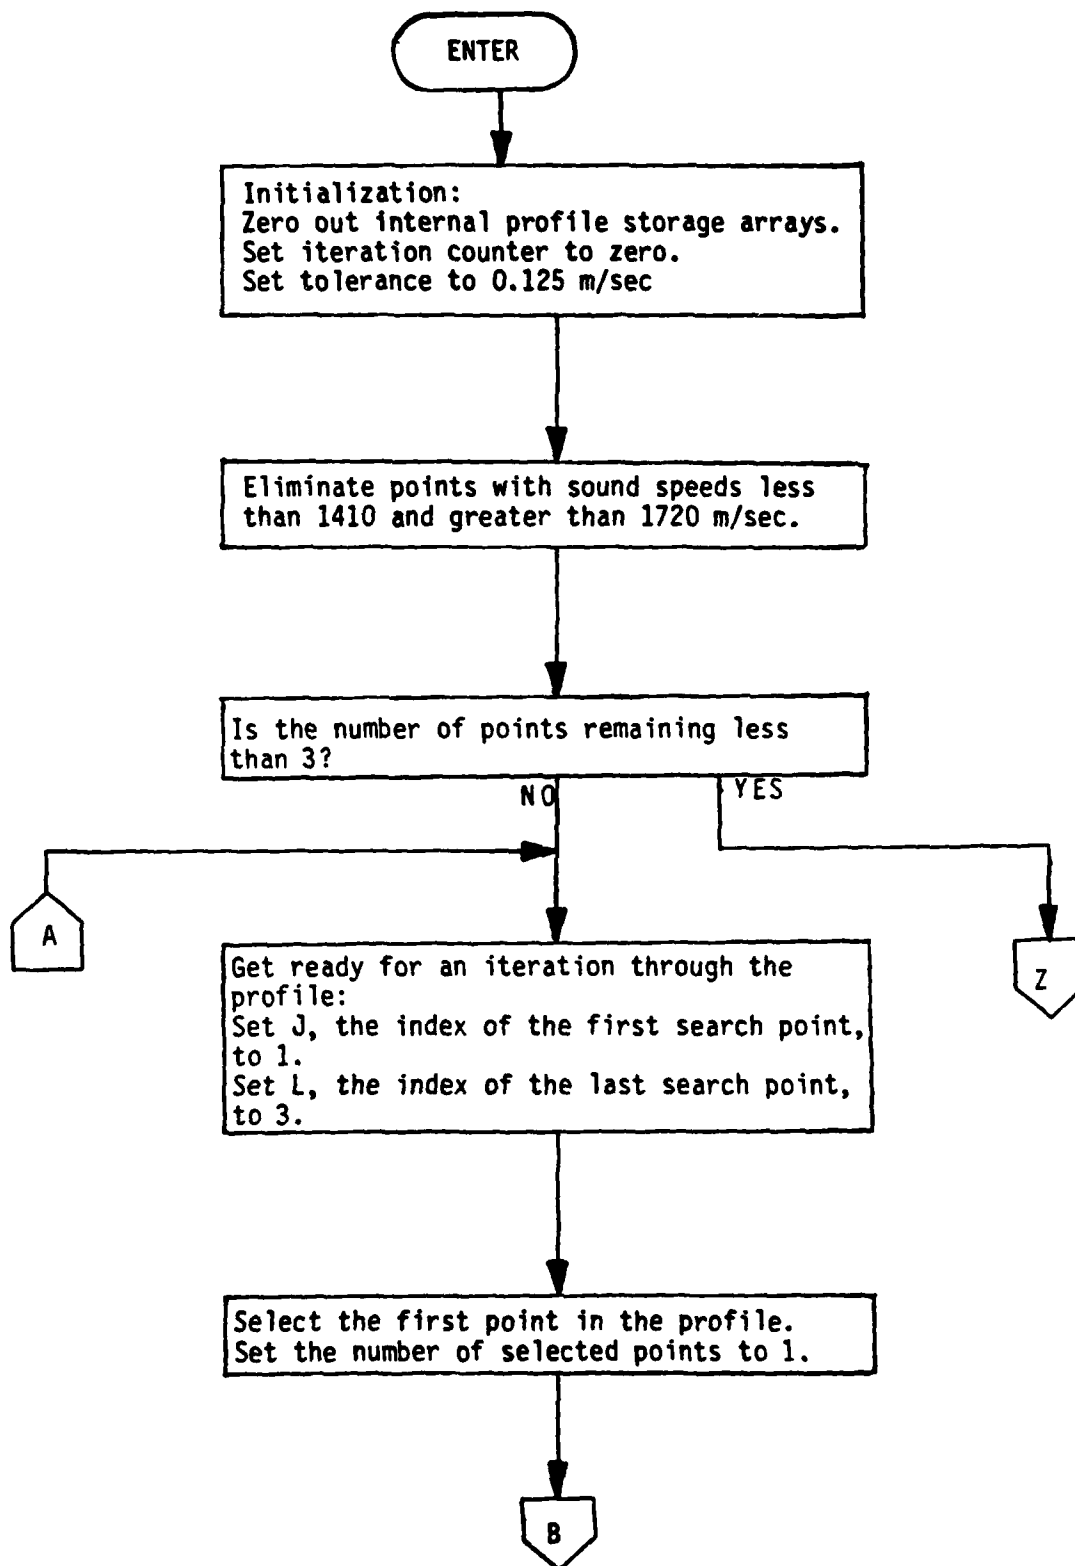 ENTER
Initialization:
Zero out internal profile storage arrays.
Set iteration counter to zero.
Set tolerance to 0.125 m/sec
Eliminate points with sound speeds less
than 1410 and greater than 1720 m/sec.
Is the number of points remaining less
than 3?
NO
YES
A
Z
Get ready for an iteration through the
profile:
Set J, the index of the first search point,
to 1.
Set L, the index of the last search point,
to 3.
Select the first point in the profile.
Set the number of selected points to 1.
B